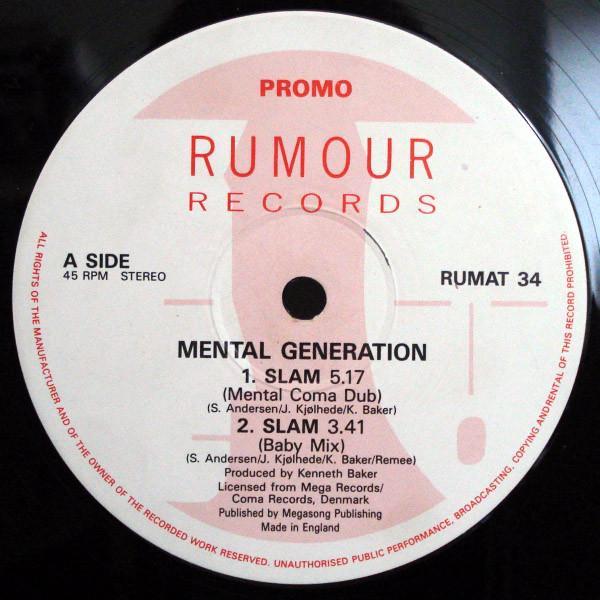 PROMO
RUMOUR
RECORDS
A SIDE
45 RPM STEREO
RUMAT 34
MENTAL GENERATION
1. SLAM 5.17
(Mental Coma Dub)
(S. Andersen/J. Kjølhede/K. Baker)
2. SLAM 3.41
(Baby Mix)
(S. Andersen/J. Kjølhede/K. Baker/Remee)
Produced by Kenneth Baker
Licensed from Mega Records/
Coma Records, Denmark
Published by Megasong Publishing
Made in England
ALL RIGHTS OF THE MANUFACTURER AND OF THE OWNER OF THE RECORDED WORK RESERVED. UNAUTHORISED PUBLIC PERFORMANCE, BROADCASTING, COPYING ANDRENTAL OF THIS RECORD PROHIBITED.